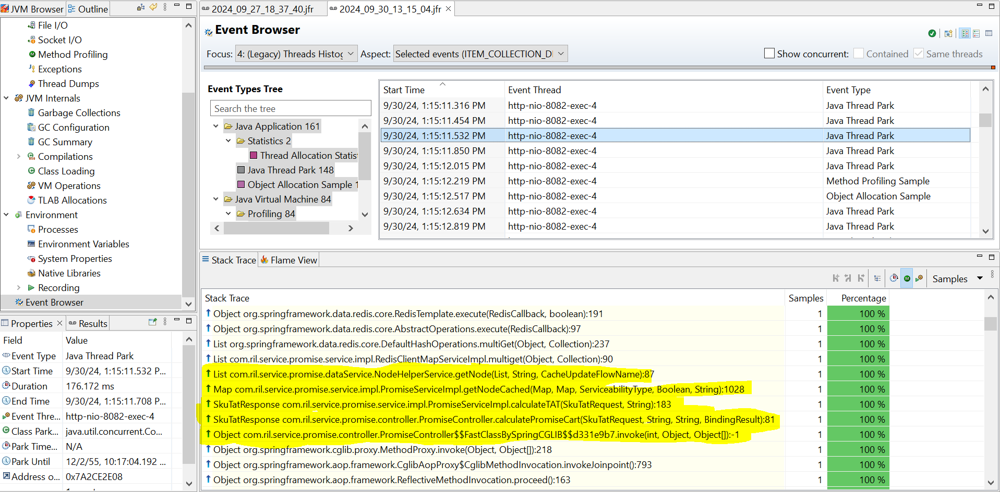 JVM Browser
Outline
File I/O
Socket I/O
Method Profiling
Exceptions
Thread Dumps
JVM Internals
Garbage Collections
GC Configuration
GC Summary
Compilations
Class Loading
VM Operations
TLAB Allocations
Environment
Processes
Environment Variables
System Properties
Native Libraries
Recording
Event Browser
Properties
Results
Field Value
Event Type Java Thread Park
Start Time 9/30/24, 1:15:11.532 P...
Duration 176.172 ms
End Time 9/30/24, 1:15:11.708 P...
Event Thre... http-nio-8082-exec-4
Class Park... java.util.concurrent.Co...
Park Time... N/A
Park Until 12/2/55, 10:17:04.192 ...
Address o... 0x7A2CE2E08
2024_09_27_18_37_40.jfr
2024_09_30_13_15_04.jfr
Event Browser
Focus: 4: (Legacy) Threads Histog Aspect: Selected events (ITEM_COLLECTION_D
Show concurrent: Contained Same threads
Event Types Tree
Search the tree
Java Application 161
Statistics 2
Thread Allocation Statis
Java Thread Park 148
Object Allocation Sample 1
Java Virtual Machine 84
Profiling 84
Start Time Event Thread Event Type
9/30/24, 1:15:11.316 PM http-nio-8082-exec-4 Java Thread Park
9/30/24, 1:15:11.454 PM http-nio-8082-exec-4 Java Thread Park
9/30/24, 1:15:11.532 PM http-nio-8082-exec-4 Java Thread Park
9/30/24, 1:15:11.850 PM http-nio-8082-exec-4 Java Thread Park
9/30/24, 1:15:12.015 PM http-nio-8082-exec-4 Java Thread Park
9/30/24, 1:15:12.219 PM http-nio-8082-exec-4 Method Profiling Sample
9/30/24, 1:15:12.517 PM http-nio-8082-exec-4 Object Allocation Sample
9/30/24, 1:15:12.634 PM http-nio-8082-exec-4 Java Thread Park
9/30/24, 1:15:12.819 PM http-nio-8082-exec-4 Java Thread Park
Stack Trace
Flame View
Samples
Stack Trace Samples Percentage
Object org.springframework.data.redis.core.RedisTemplate.execute(RedisCallback, boolean):191 1 100 %
Object org.springframework.data.redis.core.AbstractOperations.execute(RedisCallback):97 1 100 %
List org.springframework.data.redis.core.DefaultHashOperations.multiGet(Object, Collection):237 1 100 %
List com.ril.service.promise.service.impl.RedisClientMapServiceImpl.multiget(Object, Collection):90 1 100 %
List com.ril.service.promise.dataService.NodeHelperService.getNode(List, String, CacheUpdateFlowName):87 1 100 %
Map com.ril.service.promise.service.impl.PromiseServiceImpl.getNodeCached(Map, Map, ServiceabilityType, Boolean, String):1028 1 100 %
SkuTatResponse com.ril.service.promise.service.impl.PromiseServiceImpl.calculateTAT(SkuTatRequest, String):183 1 100 %
SkuTatResponse com.ril.service.promise.controller.PromiseController.calculatePromiseCart(SkuTatRequest, String, String, BindingResult):81 1 100 %
Object com.ril.service.promise.controller.PromiseController$$FastClassBySpringCGLIB$$d331e9b7.invoke(int, Object, Object[]):-1 1 100 %
Object org.springframework.cglib.proxy.MethodProxy.invoke(Object, Object[]):218 1 100 %
Object org.springframework.aop.framework.CglibAopProxy$CglibMethodInvocation.invokeJoinpoint():793 1 100 %
Object org.springframework.aop.framework.ReflectiveMethodInvocation.proceed():163 1 100 %